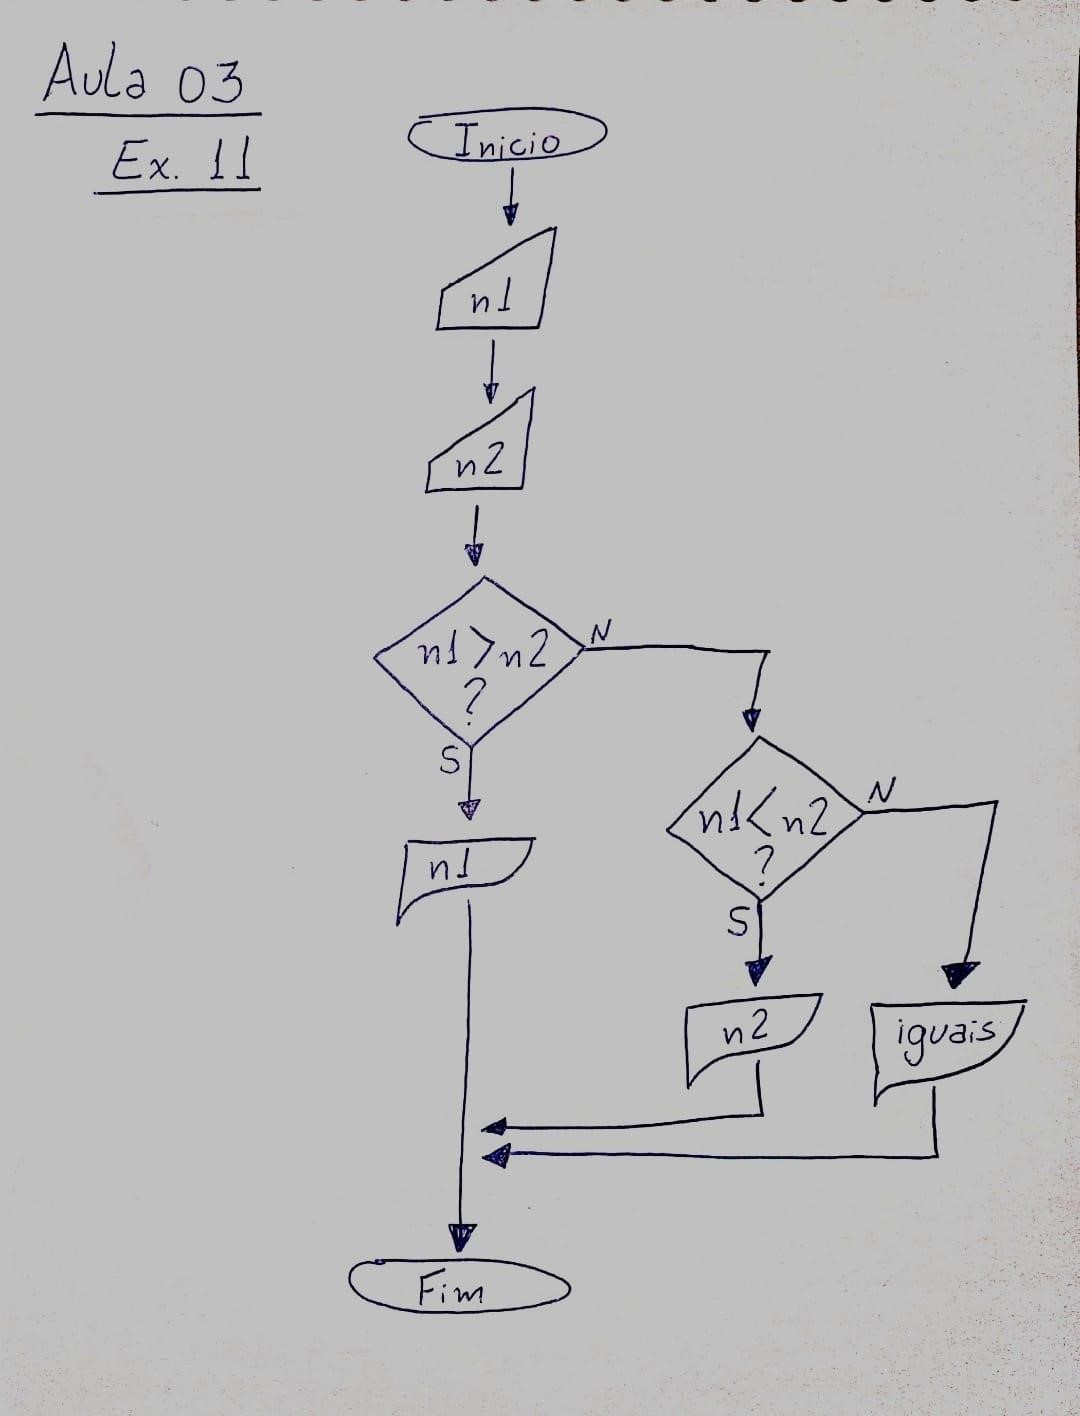 Aula 03
Ex. 11
Inicio
n1
n2
n1>n2
?
N
S
n1
n1<n2
?
N
S
n2
iguais
Fim